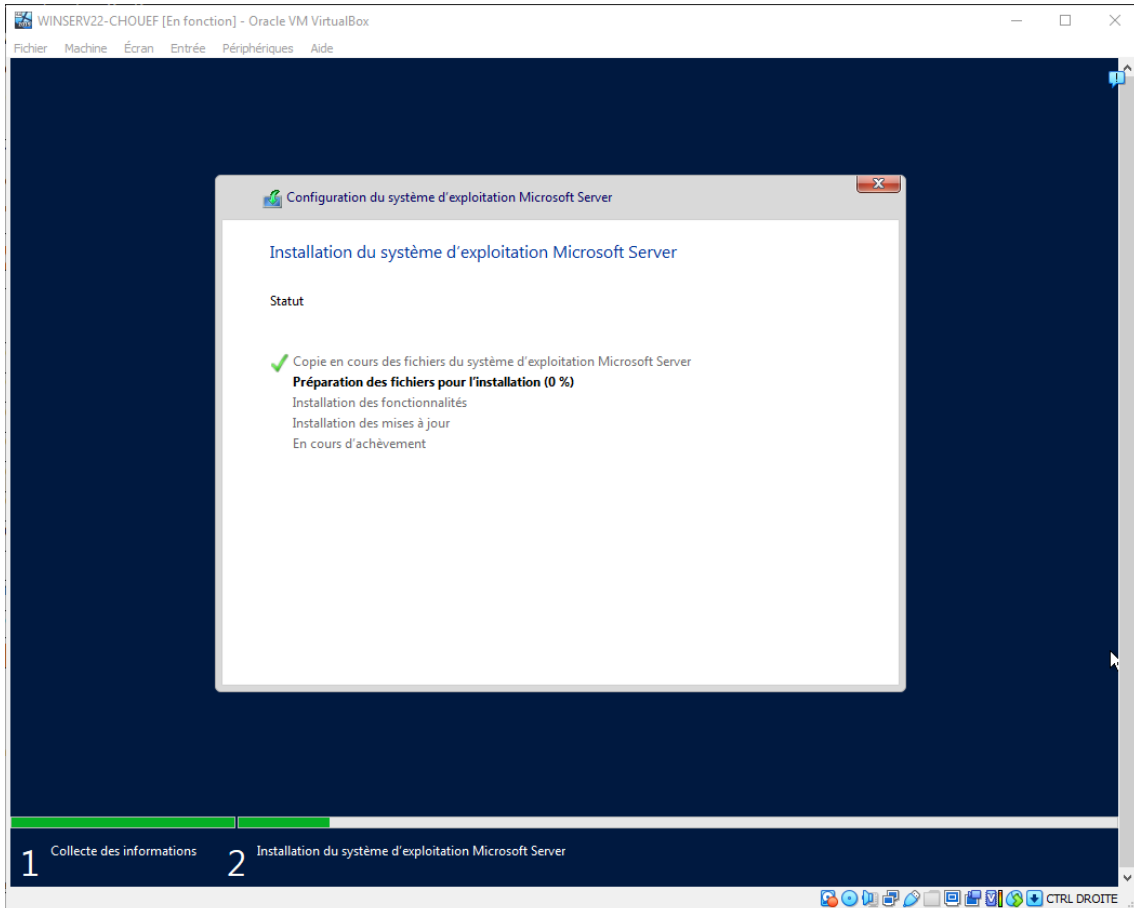 WINSERV22-CHOUEF [En fonction] - Oracle VM VirtualBox
Fichier Machine Écran Entrée Périphériques Aide
Configuration du système d'exploitation Microsoft Server
Installation du système d'exploitation Microsoft Server
Statut
Copie en cours des fichiers du système d'exploitation Microsoft Server
Préparation des fichiers pour l'installation (0 %)
Installation des fonctionnalités
Installation des mises à jour
En cours d'achèvement
1 Collecte des informations 2 Installation du système d'exploitation Microsoft Server
CTRL DROITE